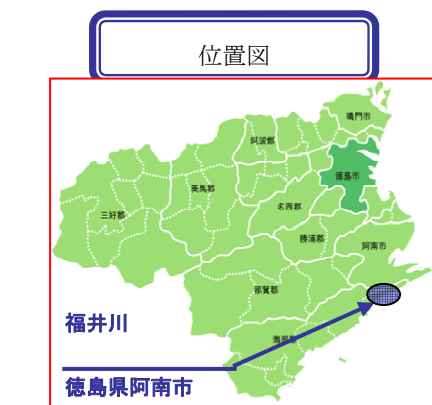 位置図
鳴門市
阿波郡
徳島市
美馬郡
名西郡
三好郡
勝浦郡
阿南市
那賀郡
福井川
海部郡
徳島県阿南市